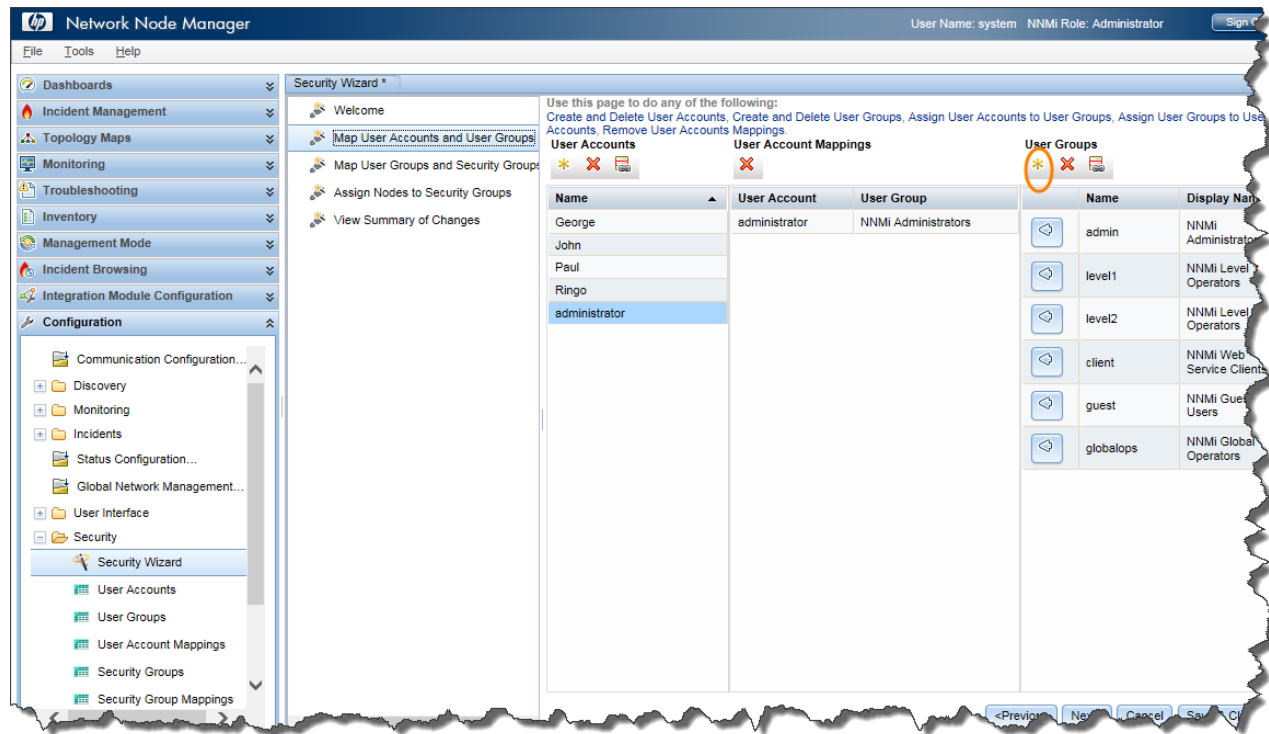 hp Network Node Manager
User Name: system NNMi Role: Administrator
Sign
File Tools Help
Dashboards
Incident Management
Topology Maps
Monitoring
Troubleshooting
Inventory
Management Mode
Incident Browsing
Integration Module Configuration
Configuration
Communication Configuration...
Discovery
Monitoring
Incidents
Status Configuration...
Global Network Management...
User Interface
Security
Security Wizard
User Accounts
User Groups
User Account Mappings
Security Groups
Security Group Mappings
Security Wizard *
Welcome
Map User Accounts and User Groups
Map User Groups and Security Groups
Assign Nodes to Security Groups
View Summary of Changes
Use this page to do any of the following:
Create and Delete User Accounts, Create and Delete User Groups, Assign User Accounts to User Groups, Assign User Groups to
Accounts, Remove User Accounts Mappings.
User Accounts
Name
George
John
Paul
Ringo
administrator
User Account Mappings
User Account User Group
administrator NNMi Administrators
User Groups
Name Display
admin NNMi
level1 NNMi Level
Operators
level2 NNMi Level
Operators
client NNMi Web
Service Clients
guest NNMi
Users
globalops NNMi Global
Operators
Cancel